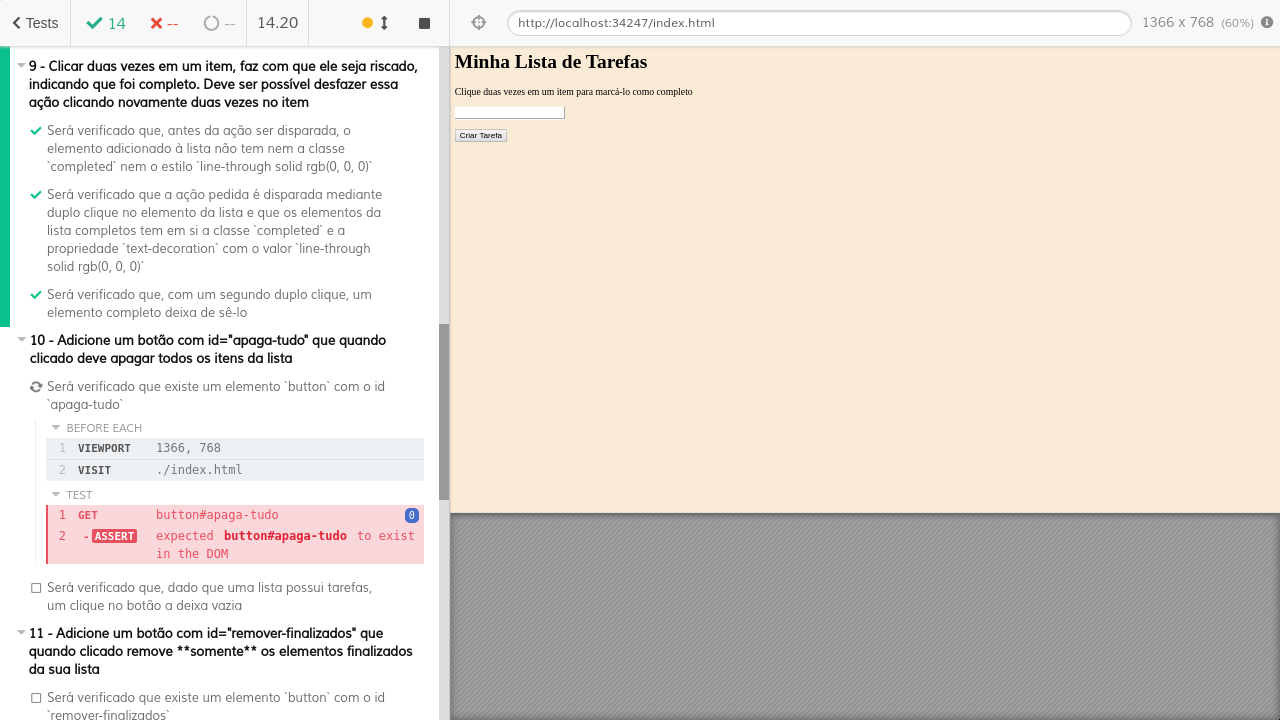 Tests 14 -- -- 14.20
http://localhost:34247/index.html 1366 x 768 (60%)
9 - Clicar duas vezes em um item, faz com que ele seja riscado,
indicando que foi completo. Deve ser possível desfazer essa
ação clicando novamente duas vezes no item
Será verificado que, antes da ação ser disparada, o
elemento adicionado à lista não tem nem a classe
`completed` nem o estilo `line-through solid rgb(0, 0, 0)`
Será verificado que a ação pedida é disparada mediante
duplo clique no elemento da lista e que os elementos da
lista completos tem em si a classe `completed` e a
propriedade `text-decoration` com o valor `line-through
solid rgb(0, 0, 0)`
Será verificado que, com um segundo duplo clique, um
elemento completo deixa de sê-lo
10 - Adicione um botão com id="apaga-tudo" que quando
clicado deve apagar todos os itens da lista
Será verificado que existe um elemento `button` com o id
`apaga-tudo`
BEFORE EACH
1 VIEWPORT 1366, 768
2 VISIT ./index.html
TEST
1 GET button#apaga-tudo 0
2 - ASSERT expected button#apaga-tudo to exist
in the DOM
Será verificado que, dado que uma lista possui tarefas,
um clique no botão a deixa vazia
11 - Adicione um botão com id="remover-finalizados" que
quando clicado remove **somente** os elementos finalizados
da sua lista
Será verificado que existe um elemento `button` com o id
`remover-finalizados`
Minha Lista de Tarefas
Clique duas vezes em um item para marcá-lo como completo
Criar Tarefa